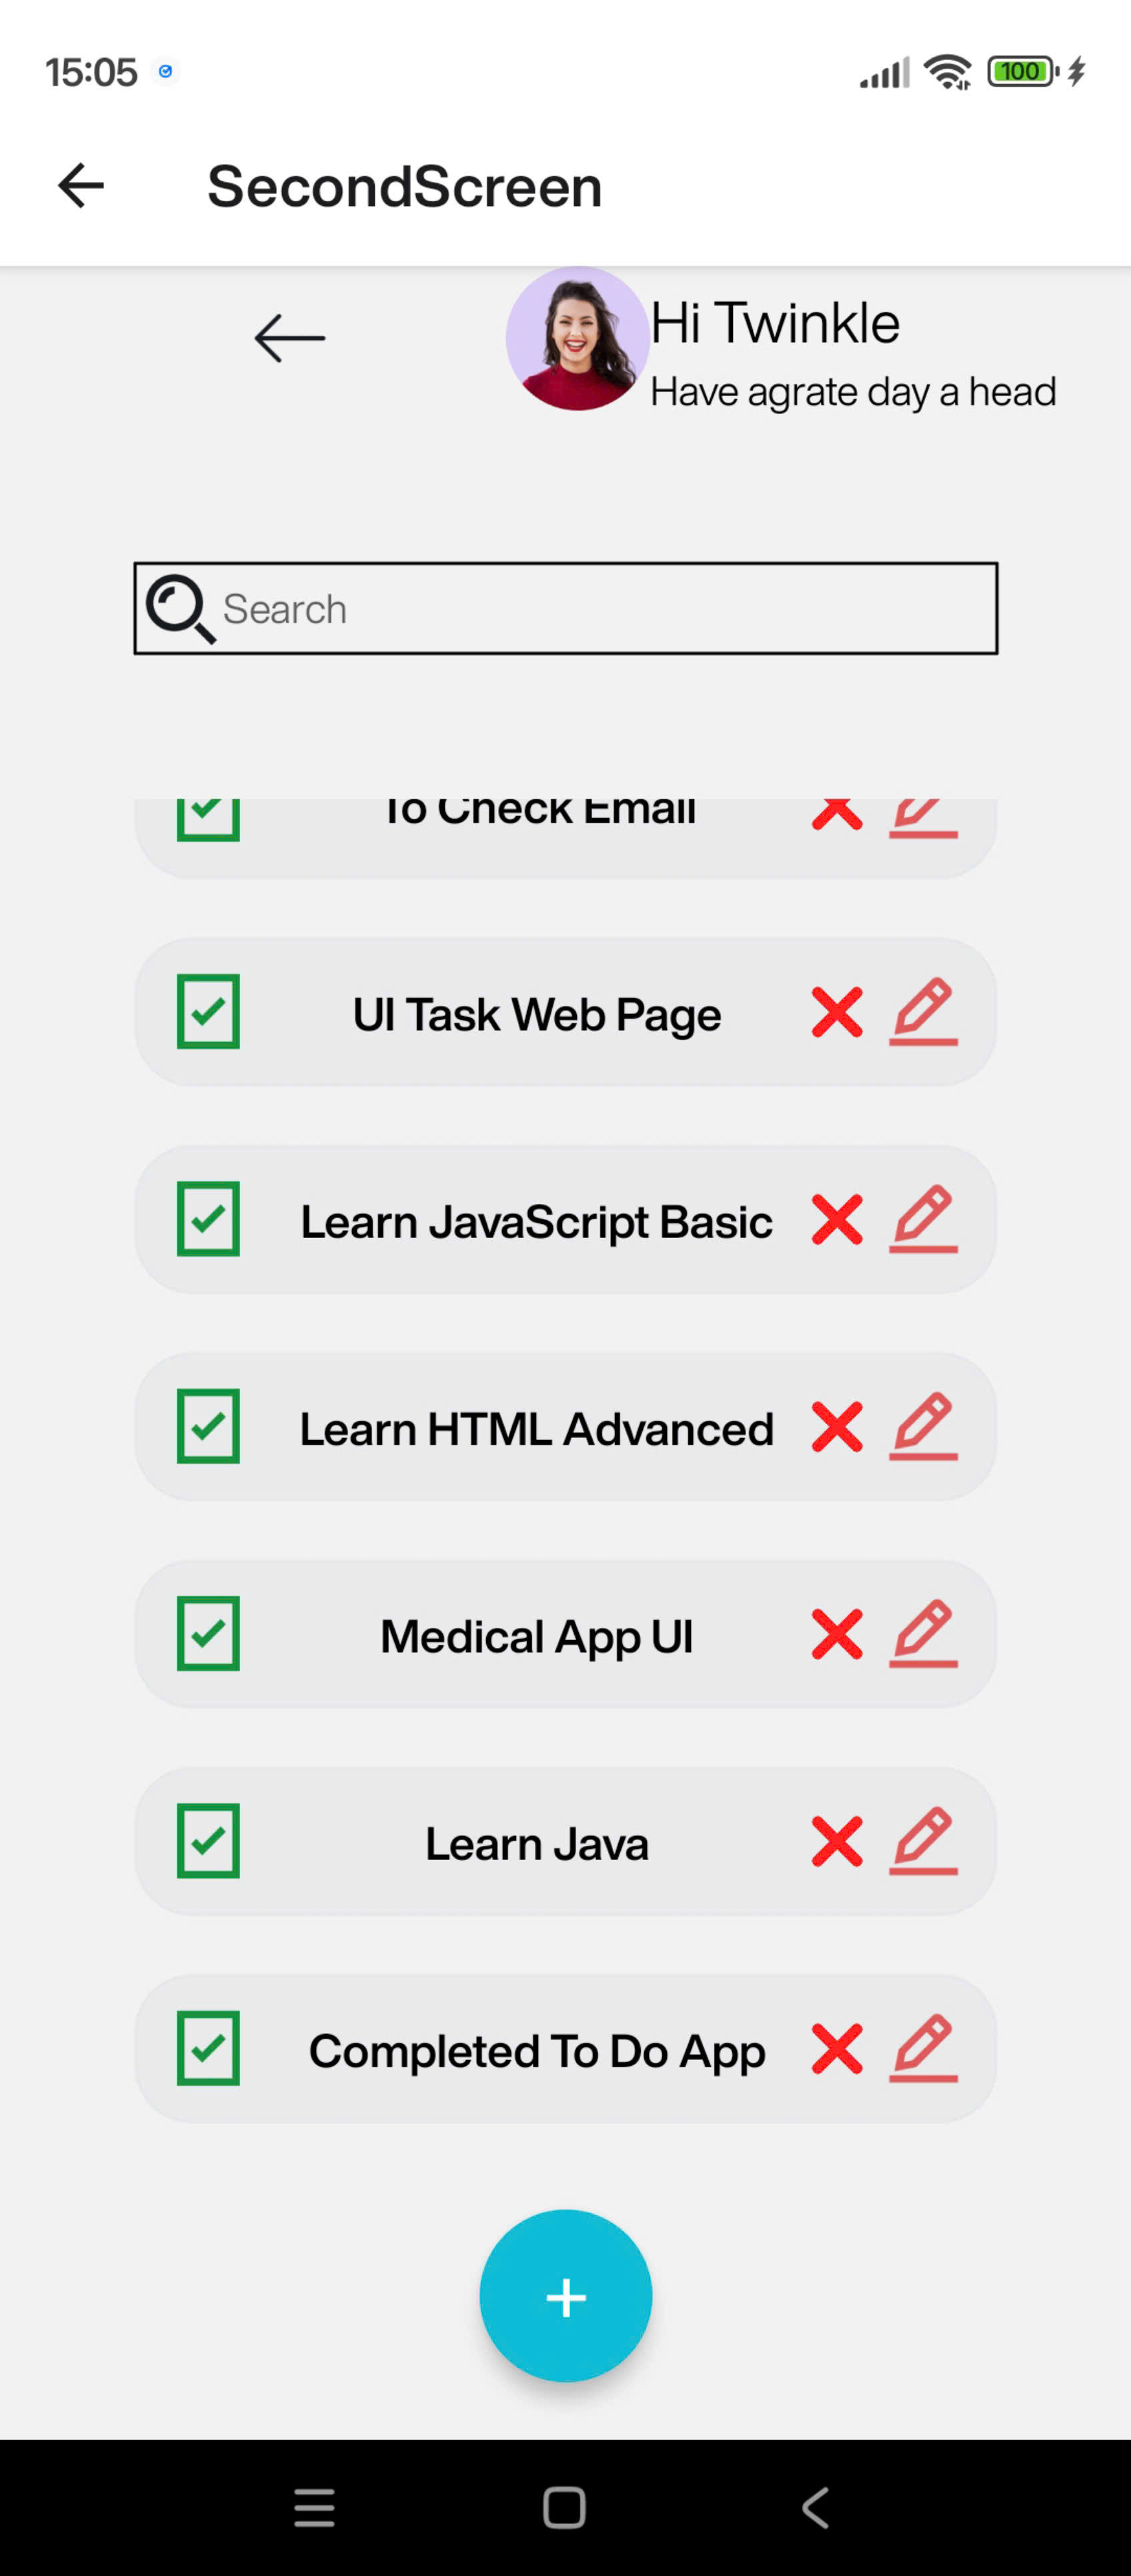 15:05
100
SecondScreen
Hi Twinkle
Have agrate day a head
Search
To Check Email
UI Task Web Page
Learn JavaScript Basic
Learn HTML Advanced
Medical App UI
Learn Java
Completed To Do App
+